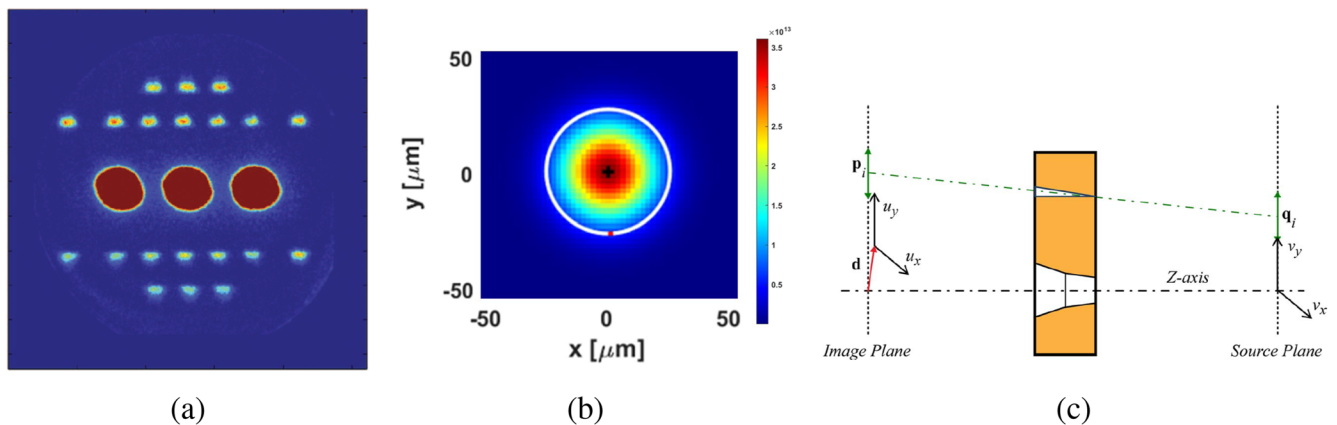 ×10¹³
3.5
3
2.5
2
1.5
1
0.5
50
0
-50
y [μm]
-50
0
50
x [μm]
p_i
u_y
u_x
d
q_i
v_y
v_x
Z-axis
Image Plane
Source Plane
(a)
(b)
(c)